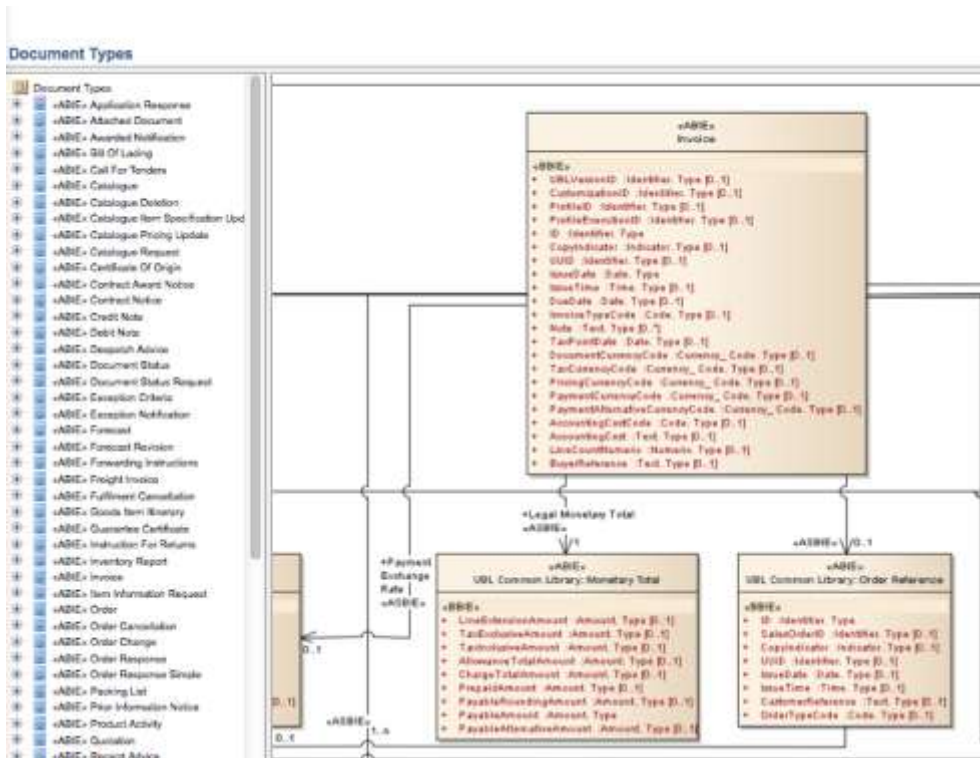 Document Types
Document Types
«ABIE» Application Response
«ABIE» Attached Document
«ABIE» Awarded Notification
«ABIE» Bill Of Lading
«ABIE» Call For Tenders
«ABIE» Catalogue
«ABIE» Catalogue Deletion
«ABIE» Catalogue Item Specification Upd
«ABIE» Catalogue Pricing Update
«ABIE» Catalogue Request
«ABIE» Certificate Of Origin
«ABIE» Contract Award Notice
«ABIE» Contract Notice
«ABIE» Credit Note
«ABIE» Debit Note
«ABIE» Despatch Advice
«ABIE» Document Status
«ABIE» Document Status Request
«ABIE» Exception Criteria
«ABIE» Exception Notification
«ABIE» Forecast
«ABIE» Forecast Revision
«ABIE» Forwarding Instructions
«ABIE» Freight Invoice
«ABIE» Fulfilment Cancellation
«ABIE» Goods Item Itinerary
«ABIE» Guarantee Certificate
«ABIE» Instruction For Returns
«ABIE» Inventory Report
«ABIE» Invoice
«ABIE» Item Information Request
«ABIE» Order
«ABIE» Order Cancellation
«ABIE» Order Change
«ABIE» Order Response
«ABIE» Order Response Simple
«ABIE» Packing List
«ABIE» Prior Information Notice
«ABIE» Product Activity
«ABIE» Quotation
«ABIE» Receipt Advice
«ABIE»
Invoice
«BBIE»
+ UBLVersionID :Identifier. Type [0..1]
+ CustomizationID :Identifier. Type [0..1]
+ ProfileID :Identifier. Type [0..1]
+ ProfileExecutionID :Identifier. Type [0..1]
+ ID :Identifier. Type
+ CopyIndicator :Indicator. Type [0..1]
+ UUID :Identifier. Type [0..1]
+ IssueDate :Date. Type
+ IssueTime :Time. Type [0..1]
+ DueDate :Date. Type [0..1]
+ InvoiceTypeCode :Code. Type [0..1]
+ Note :Text. Type [0..*]
+ TaxPointDate :Date. Type [0..1]
+ DocumentCurrencyCode :Currency_ Code. Type [0..1]
+ TaxCurrencyCode :Currency_ Code. Type [0..1]
+ PricingCurrencyCode :Currency_ Code. Type [0..1]
+ PaymentCurrencyCode :Currency_ Code. Type [0..1]
+ PaymentAlternativeCurrencyCode :Currency_ Code. Type [0..1]
+ AccountingCostCode :Code. Type [0..1]
+ AccountingCost :Text. Type [0..1]
+ LineCountNumeric :Numeric. Type [0..1]
+ BuyerReference :Text. Type [0..1]
+Legal Monetary Total
«ASBIE»
1
«ASBIE»
0..1
+Payment
Exchange
Rate
«ASBIE»
0..1
0..1]
0..1
«ASBIE»
1..n
«ABIE»
UBL Common Library: Monetary Total
«BBIE»
+ LineExtensionAmount :Amount. Type [0..1]
+ TaxExclusiveAmount :Amount. Type [0..1]
+ TaxInclusiveAmount :Amount. Type [0..1]
+ AllowanceTotalAmount :Amount. Type [0..1]
+ ChargeTotalAmount :Amount. Type [0..1]
+ PrepaidAmount :Amount. Type [0..1]
+ PayableRoundingAmount :Amount. Type [0..1]
+ PayableAmount :Amount. Type
+ PayableAlternativeAmount :Amount. Type [0..1]
«ABIE»
UBL Common Library: Order Reference
«BBIE»
+ ID :Identifier. Type
+ SalesOrderID :Identifier. Type [0..1]
+ CopyIndicator :Indicator. Type [0..1]
+ UUID :Identifier. Type [0..1]
+ IssueDate :Date. Type [0..1]
+ IssueTime :Time. Type [0..1]
+ CustomerReference :Text. Type [0..1]
+ OrderTypeCode :Code. Type [0..1]